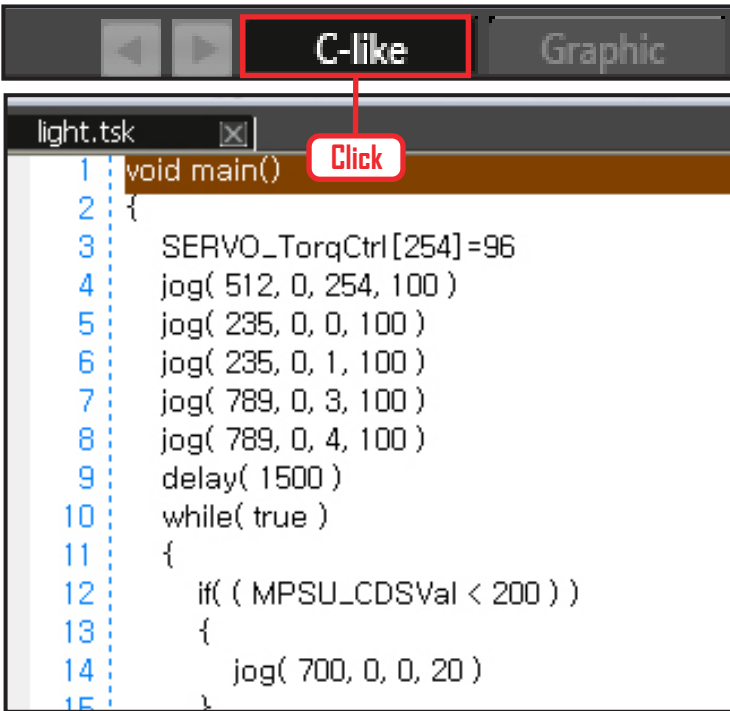 C-like Graphic
light.tsk
Click
1 void main()
2 {
3 SERVO_TorqCtrl[254]=96
4 jog( 512, 0, 254, 100 )
5 jog( 235, 0, 0, 100 )
6 jog( 235, 0, 1, 100 )
7 jog( 789, 0, 3, 100 )
8 jog( 789, 0, 4, 100 )
9 delay( 1500 )
10 while( true )
11 {
12 if( ( MPSU_CDSVal < 200 ) )
13 {
14 jog( 700, 0, 0, 20 )
15 }